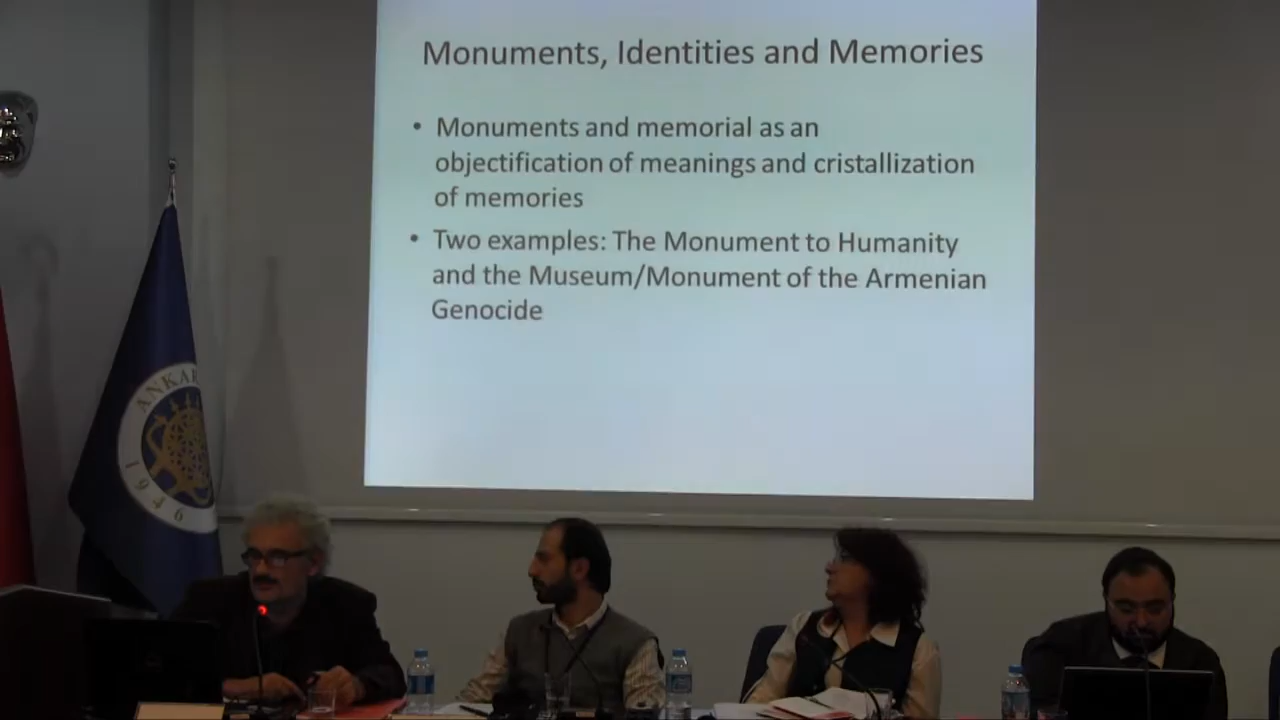 Monuments, Identities and Memories
• Monuments and memorial as an
objectification of meanings and cristallization
of memories
• Two examples: The Monument to Humanity
and the Museum/Monument of the Armenian
Genocide
ANKAR
1946